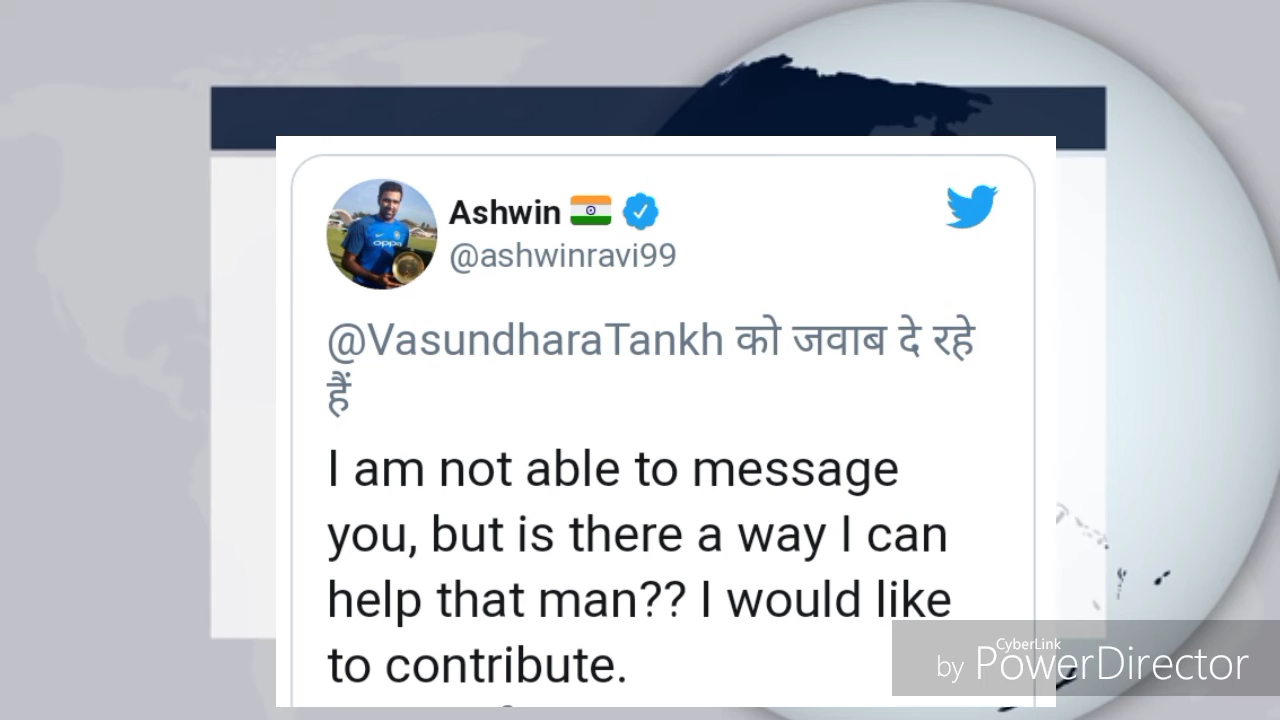 Ashwin
@ashwinravi99
@VasundharaTankh को जवाब दे रहे
हैं
I am not able to message
you, but is there a way I can
help that man?? I would like
to contribute.
CyberLink
by PowerDirector
oppo